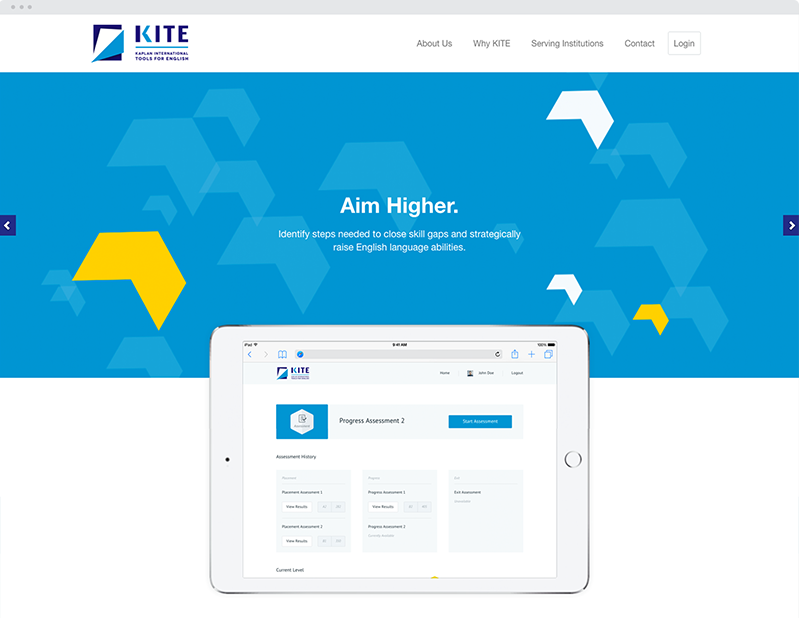 KITE
KAPLAN INTERNATIONAL
TOOLS FOR ENGLISH
About Us
Why KITE
Serving Institutions
Contact
Login
Aim Higher.
Identify steps needed to close skill gaps and strategically
raise English language abilities.
iPad
9:41 AM
100%
KITE
Home
John Doe
Logout
Assessment
Progress Assessment 2
Start Assessment
Assessment History
Placement
Progress
Exit
Placement Assessment 1
Progress Assessment 1
Exit Assessment
View Results
View Results
Placement Assessment 2
Progress Assessment 2
Currently Available
View Results
Current Level